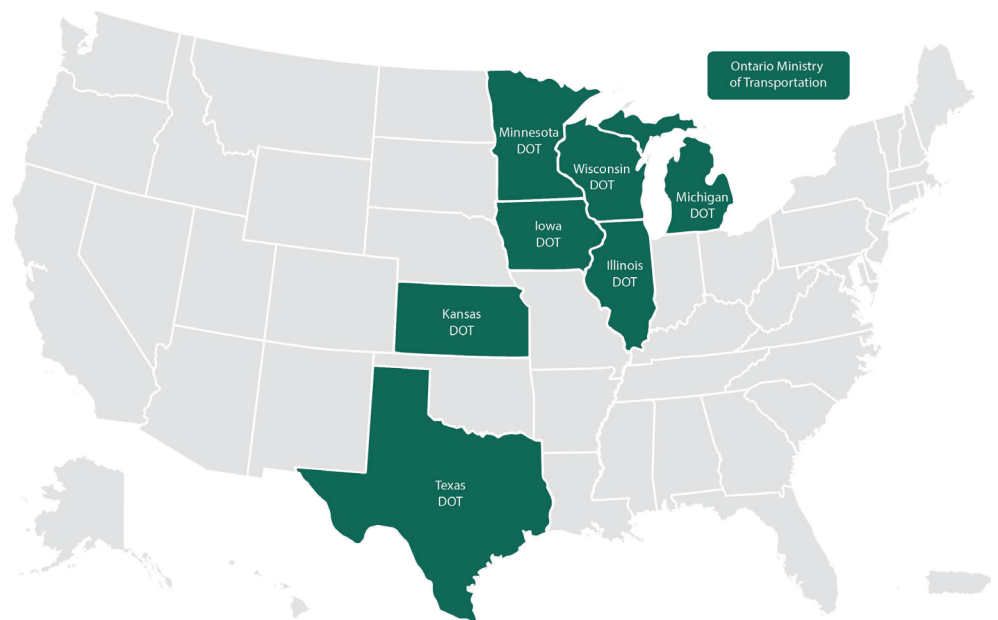 Ontario Ministry
of Transportation
Minnesota
DOT
Wisconsin
DOT
Michigan
DOT
Iowa
DOT
Illinois
DOT
Kansas
DOT
Texas
DOT